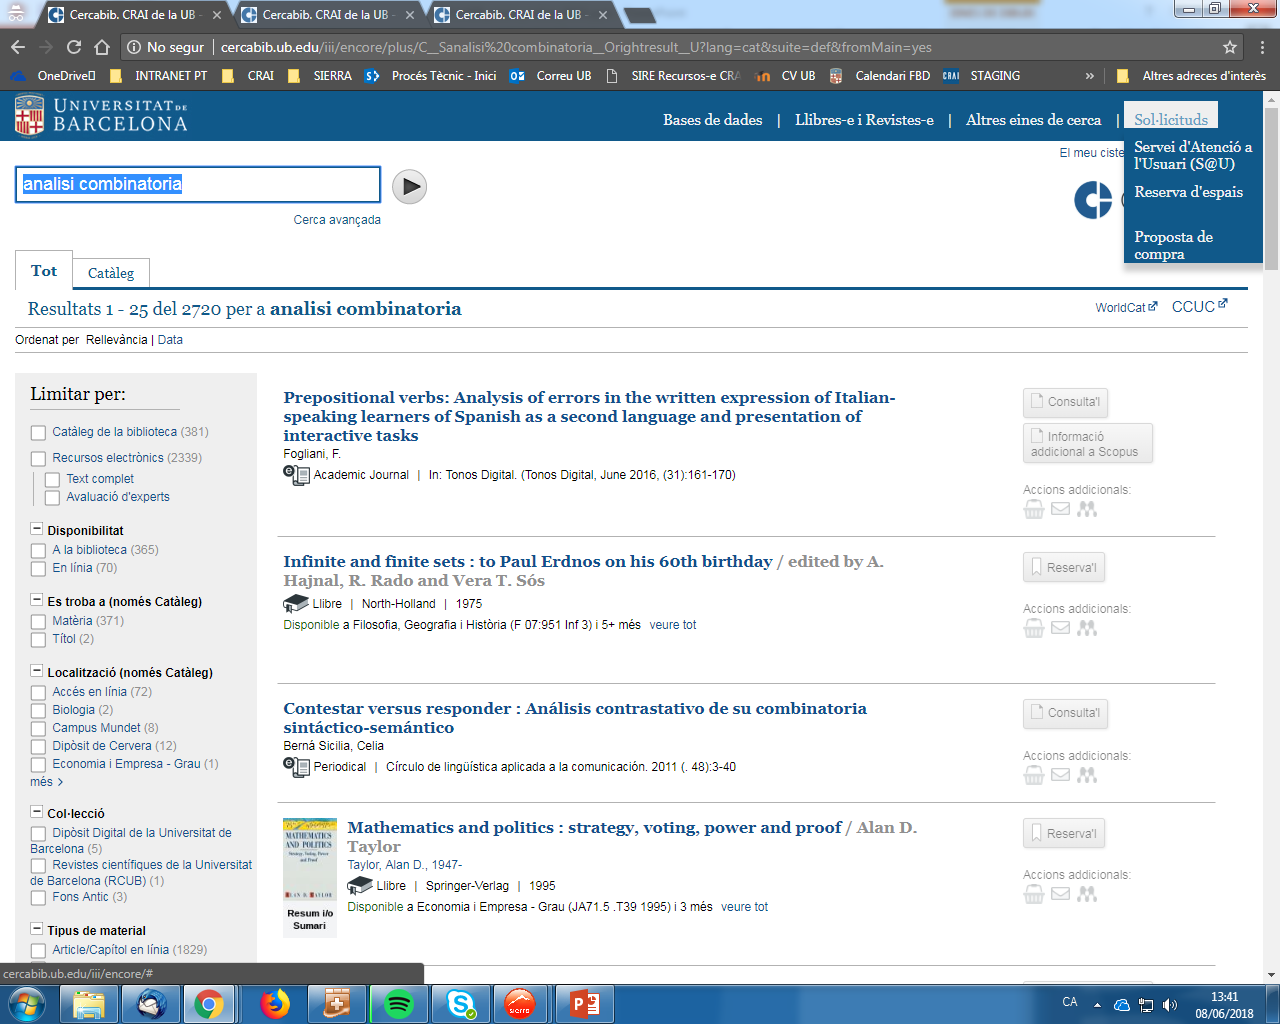 Cercabib. CRAI de la UB -
Cercabib. CRAI de la UB -
Cercabib. CRAI de la UB -
No segur
cercabib.ub.edu/iii/encore/plus/C__Sanalisi%20combinatoria__Orightresult__U?lang=cat&suite=def&fromMain=yes
OneDrive
INTRANET PT
CRAI
SIERRA
Procés Tècnic - Inici
Correu UB
SIRE Recursos-e CRA
CV UB
Calendari FBD
STAGING
»
Altres adreces d'interès
UNIVERSITAT DE
BARCELONA
Bases de dades | Llibres-e i Revistes-e | Altres eines de cerca | Sol·licituds
El meu ciste
Servei d'Atenció a
l'Usuari (S@U)
Reserva d'espais
Proposta de
compra
analisi combinatoria
Cerca avançada
Tot
Catàleg
Resultats 1 - 25 del 2720 per a analisi combinatoria
WorldCat
CCUC
Ordenat per Rellevància | Data
Limitar per:
Catàleg de la biblioteca (381)
Recursos electrònics (2339)
Text complet
Avaluació d'experts
Disponibilitat
A la biblioteca (365)
En línia (70)
Es troba a (només Catàleg)
Matèria (371)
Títol (2)
Localització (només Catàleg)
Accés en línia (72)
Biologia (2)
Campus Mundet (8)
Dipòsit de Cervera (12)
Economia i Empresa - Grau (1)
més >
Col·lecció
Dipòsit Digital de la Universitat de
Barcelona (5)
Revistes científiques de la Universitat
de Barcelona (RCUB) (1)
Fons Antic (3)
Tipus de material
Article/Capítol en línia (1829)
Prepositional verbs: Analysis of errors in the written expression of Italian-
speaking learners of Spanish as a second language and presentation of
interactive tasks
Fogliani, F.
Academic Journal | In: Tonos Digital. (Tonos Digital, June 2016, (31):161-170)
Consulta'l
Informació
addicional a Scopus
Accions addicionals:
Infinite and finite sets : to Paul Erdnos on his 60th birthday / edited by A.
Hajnal, R. Rado and Vera T. Sós
Llibre | North-Holland | 1975
Disponible a Filosofia, Geografia i Història (F 07:951 Inf 3) i 5+ més veure tot
Reserva'l
Accions addicionals:
Contestar versus responder : Análisis contrastativo de su combinatoria
sintáctico-semántico
Berná Sicilia, Celia
Periodical | Círculo de lingüística aplicada a la comunicación. 2011 (. 48):3-40
Consulta'l
Accions addicionals:
MATHEMATICS
AND POLITICS
Strategy, Voting, Power
and Proof
ALAN D. TAYLOR
Resum i/o
Sumari
Mathematics and politics : strategy, voting, power and proof / Alan D.
Taylor
Taylor, Alan D., 1947-
Llibre | Springer-Verlag | 1995
Disponible a Economia i Empresa - Grau (JA71.5 .T39 1995) i 3 més veure tot
Reserva'l
Accions addicionals:
cercabib.ub.edu/iii/encore/#
sierra
CA
13:41
08/06/2018